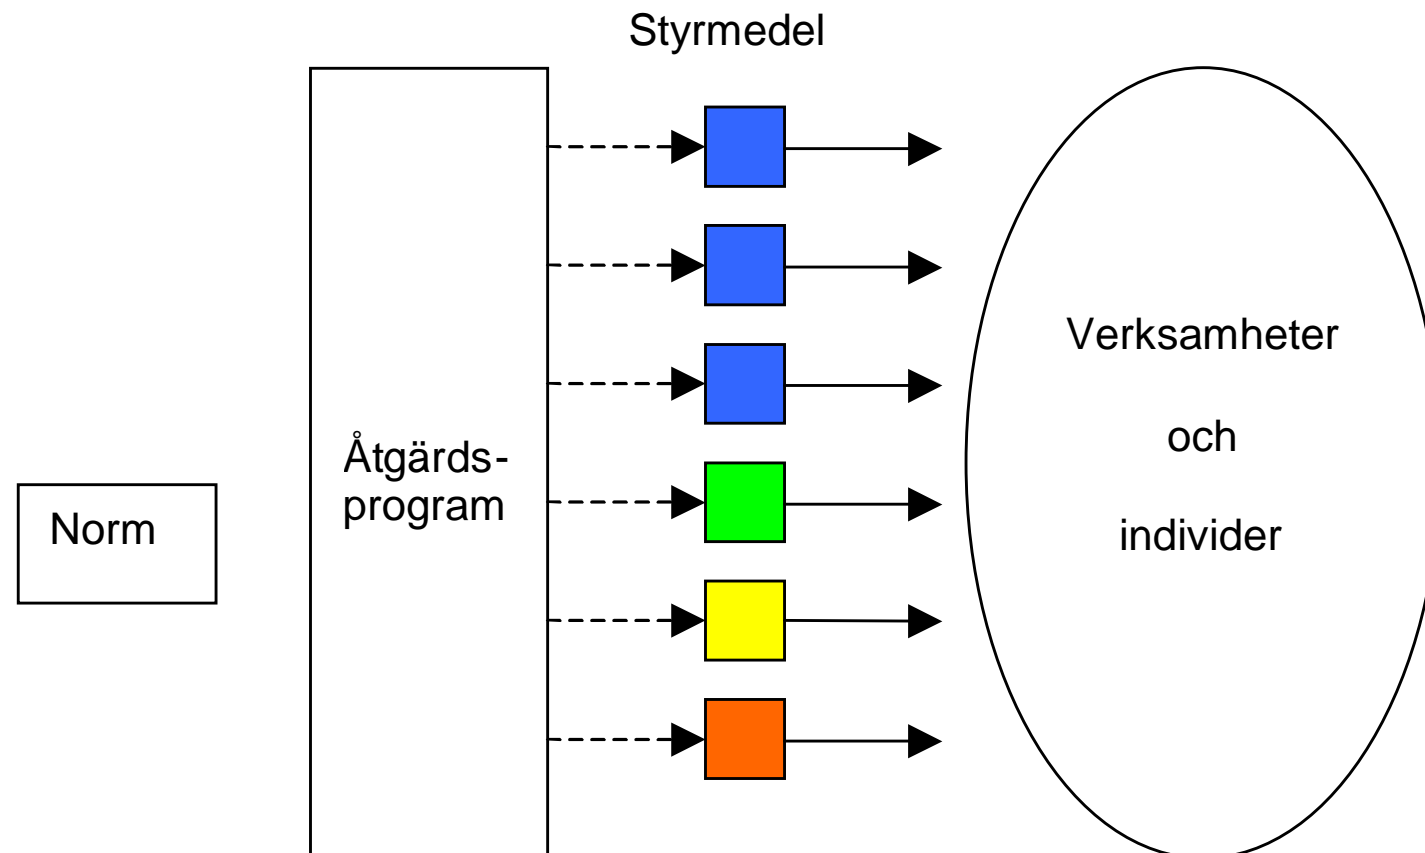 Styrmedel
Åtgärds-
program
Norm
Verksamheter
och
individer